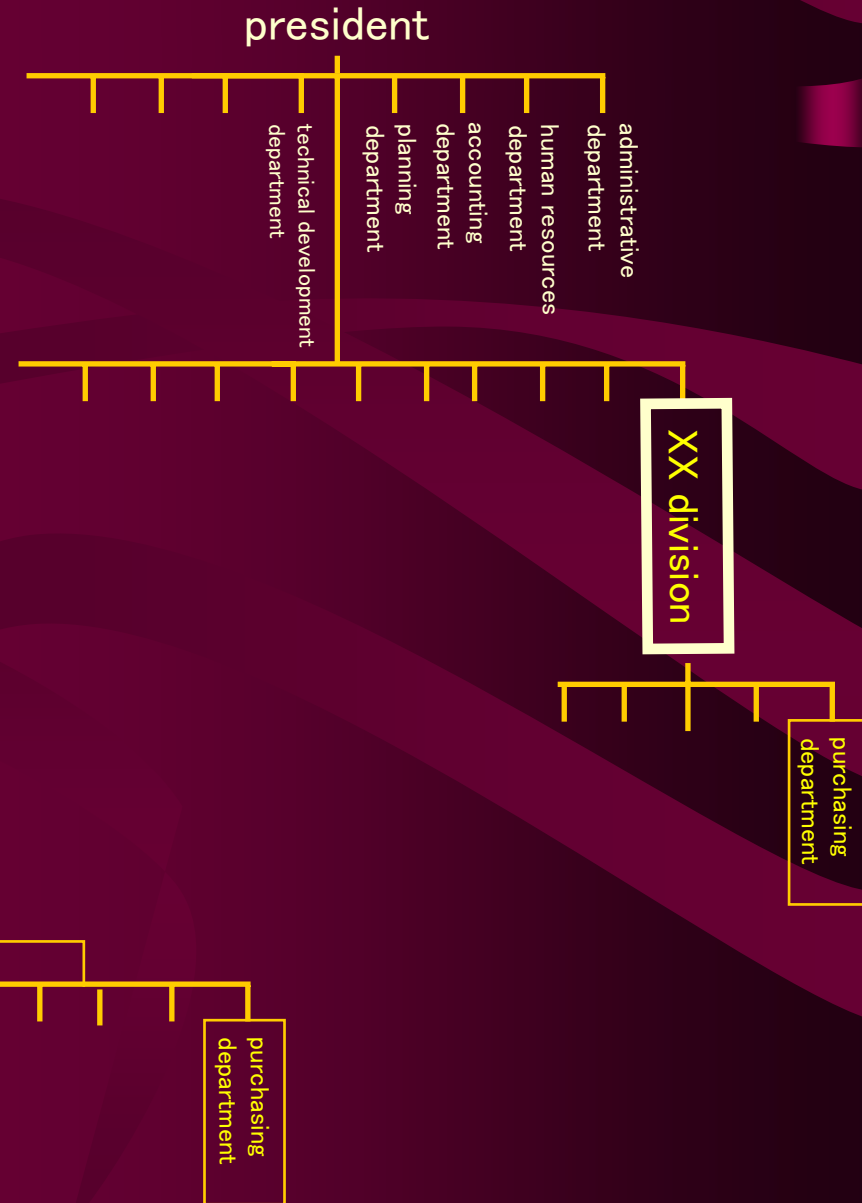 president
administrative
department
human resources
department
accounting
department
planning
department
technical development
department
XX division
purchasing
department
purchasing
department